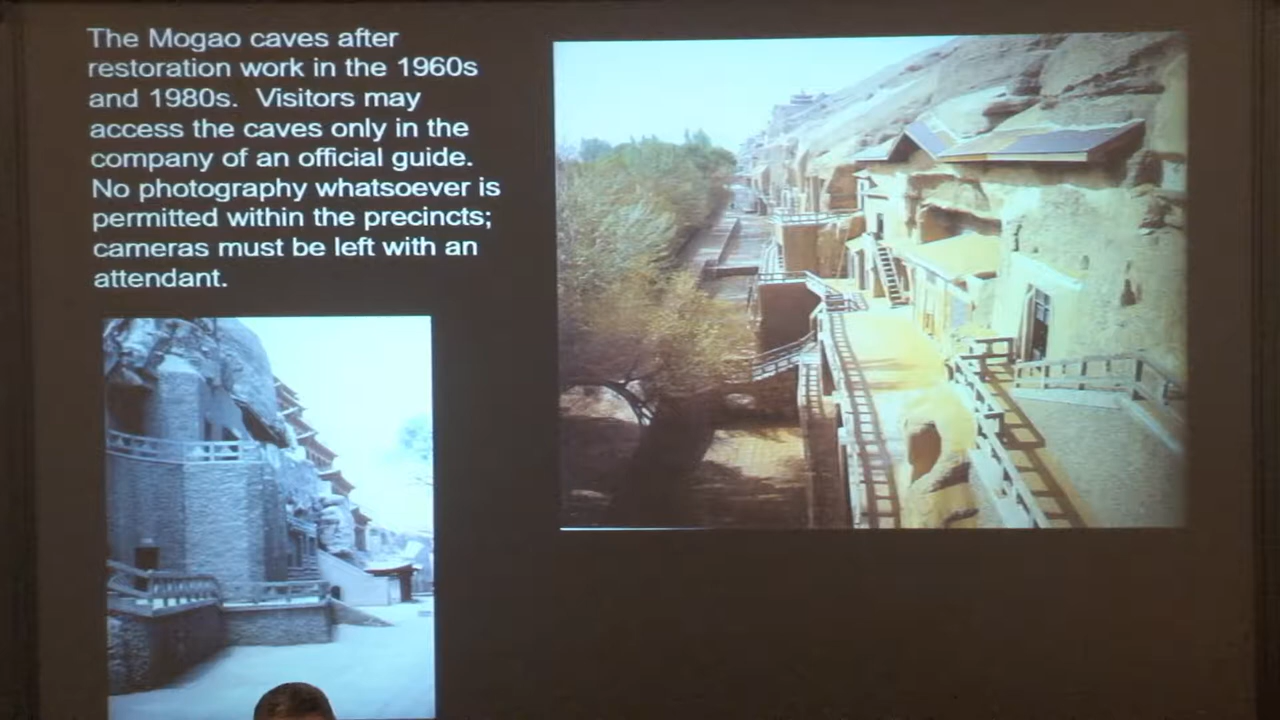 The Mogao caves after
restoration work in the 1960s
and 1980s.  Visitors may
access the caves only in the
company of an official guide.
No photography whatsoever is
permitted within the precincts;
cameras must be left with an
attendant.